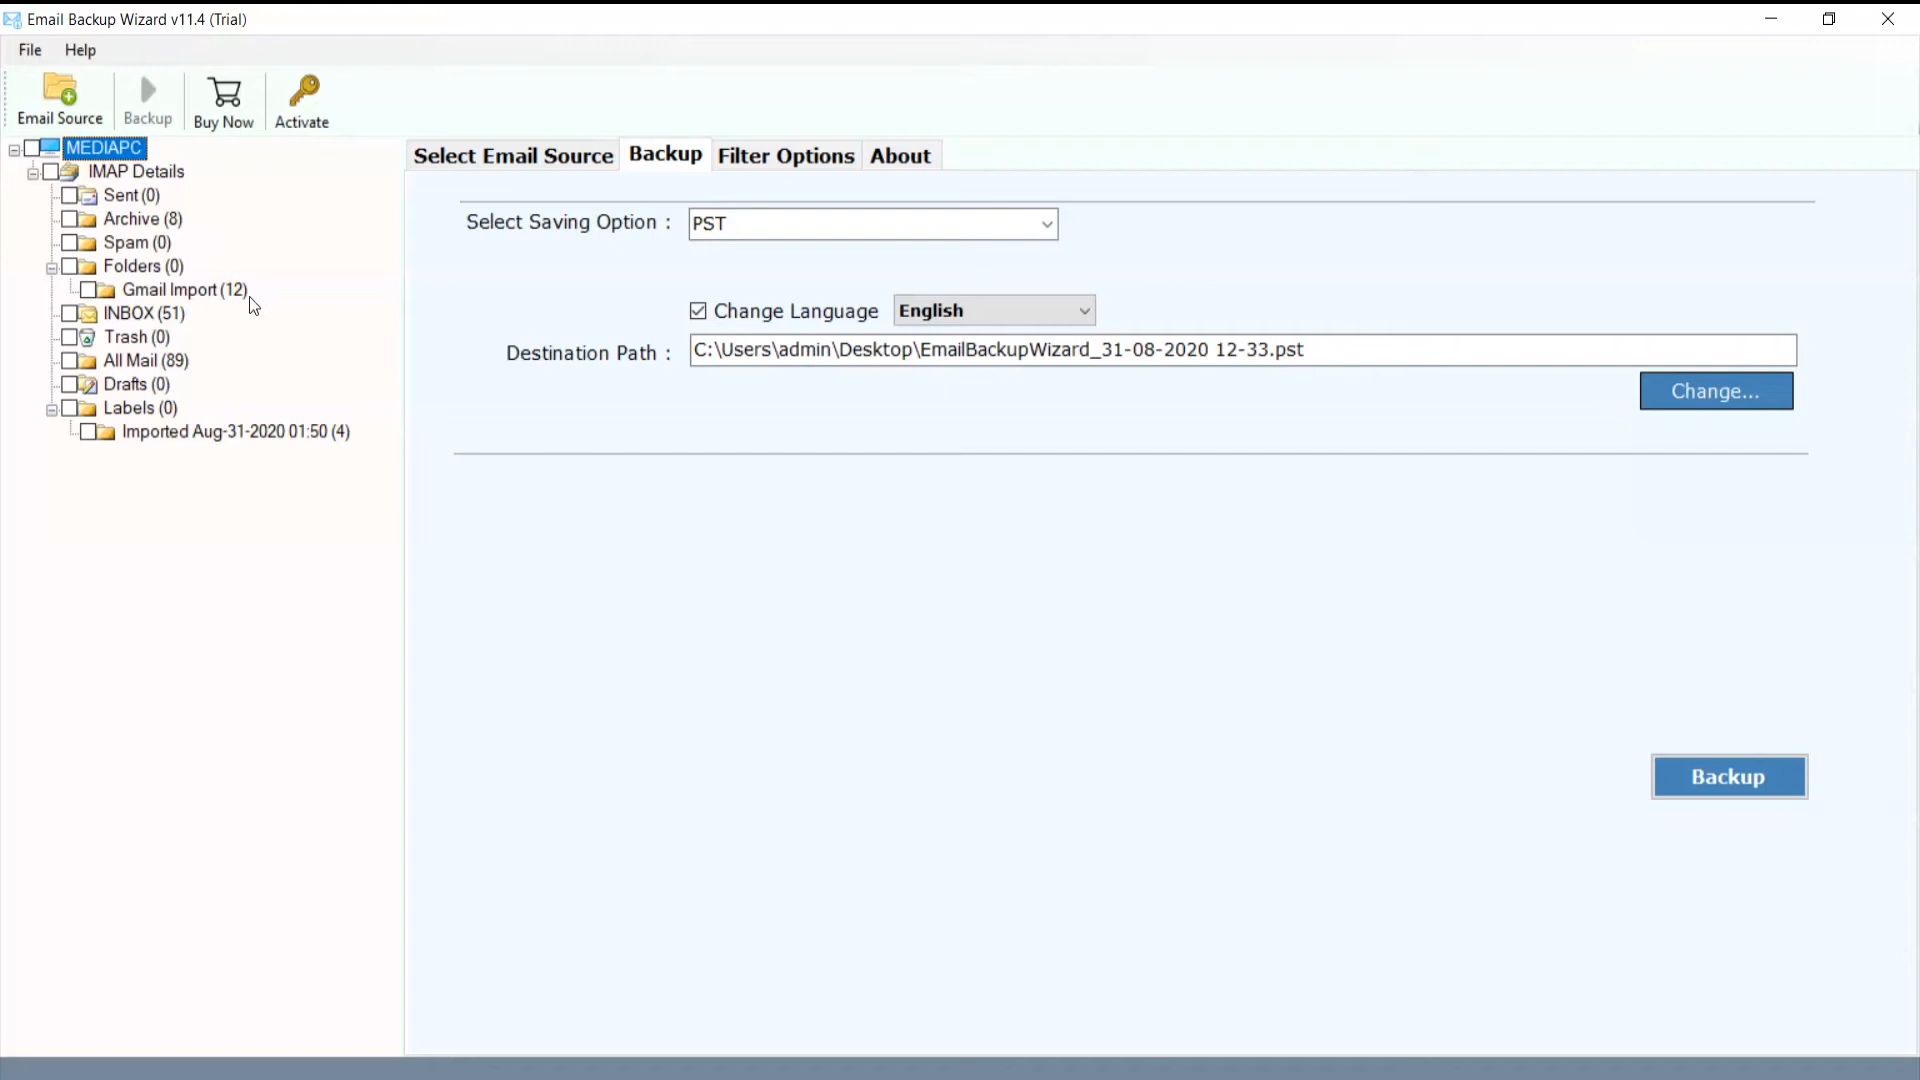 Email Backup Wizard v11.4 (Trial)
File Help
Email Source Backup Buy Now Activate
MEDIAPC
IMAP Details
Sent (0)
Archive (8)
Spam (0)
Folders (0)
Gmail Import (12)
INBOX (51)
Trash (0)
All Mail (89)
Drafts (0)
Labels (0)
Imported Aug-31-2020 01:50 (4)
Select Email Source Backup Filter Options About
Select Saving Option : PST
Change Language English
Destination Path : C:\Users\admin\Desktop\EmailBackupWizard_31-08-2020 12-33.pst
Change...
Backup